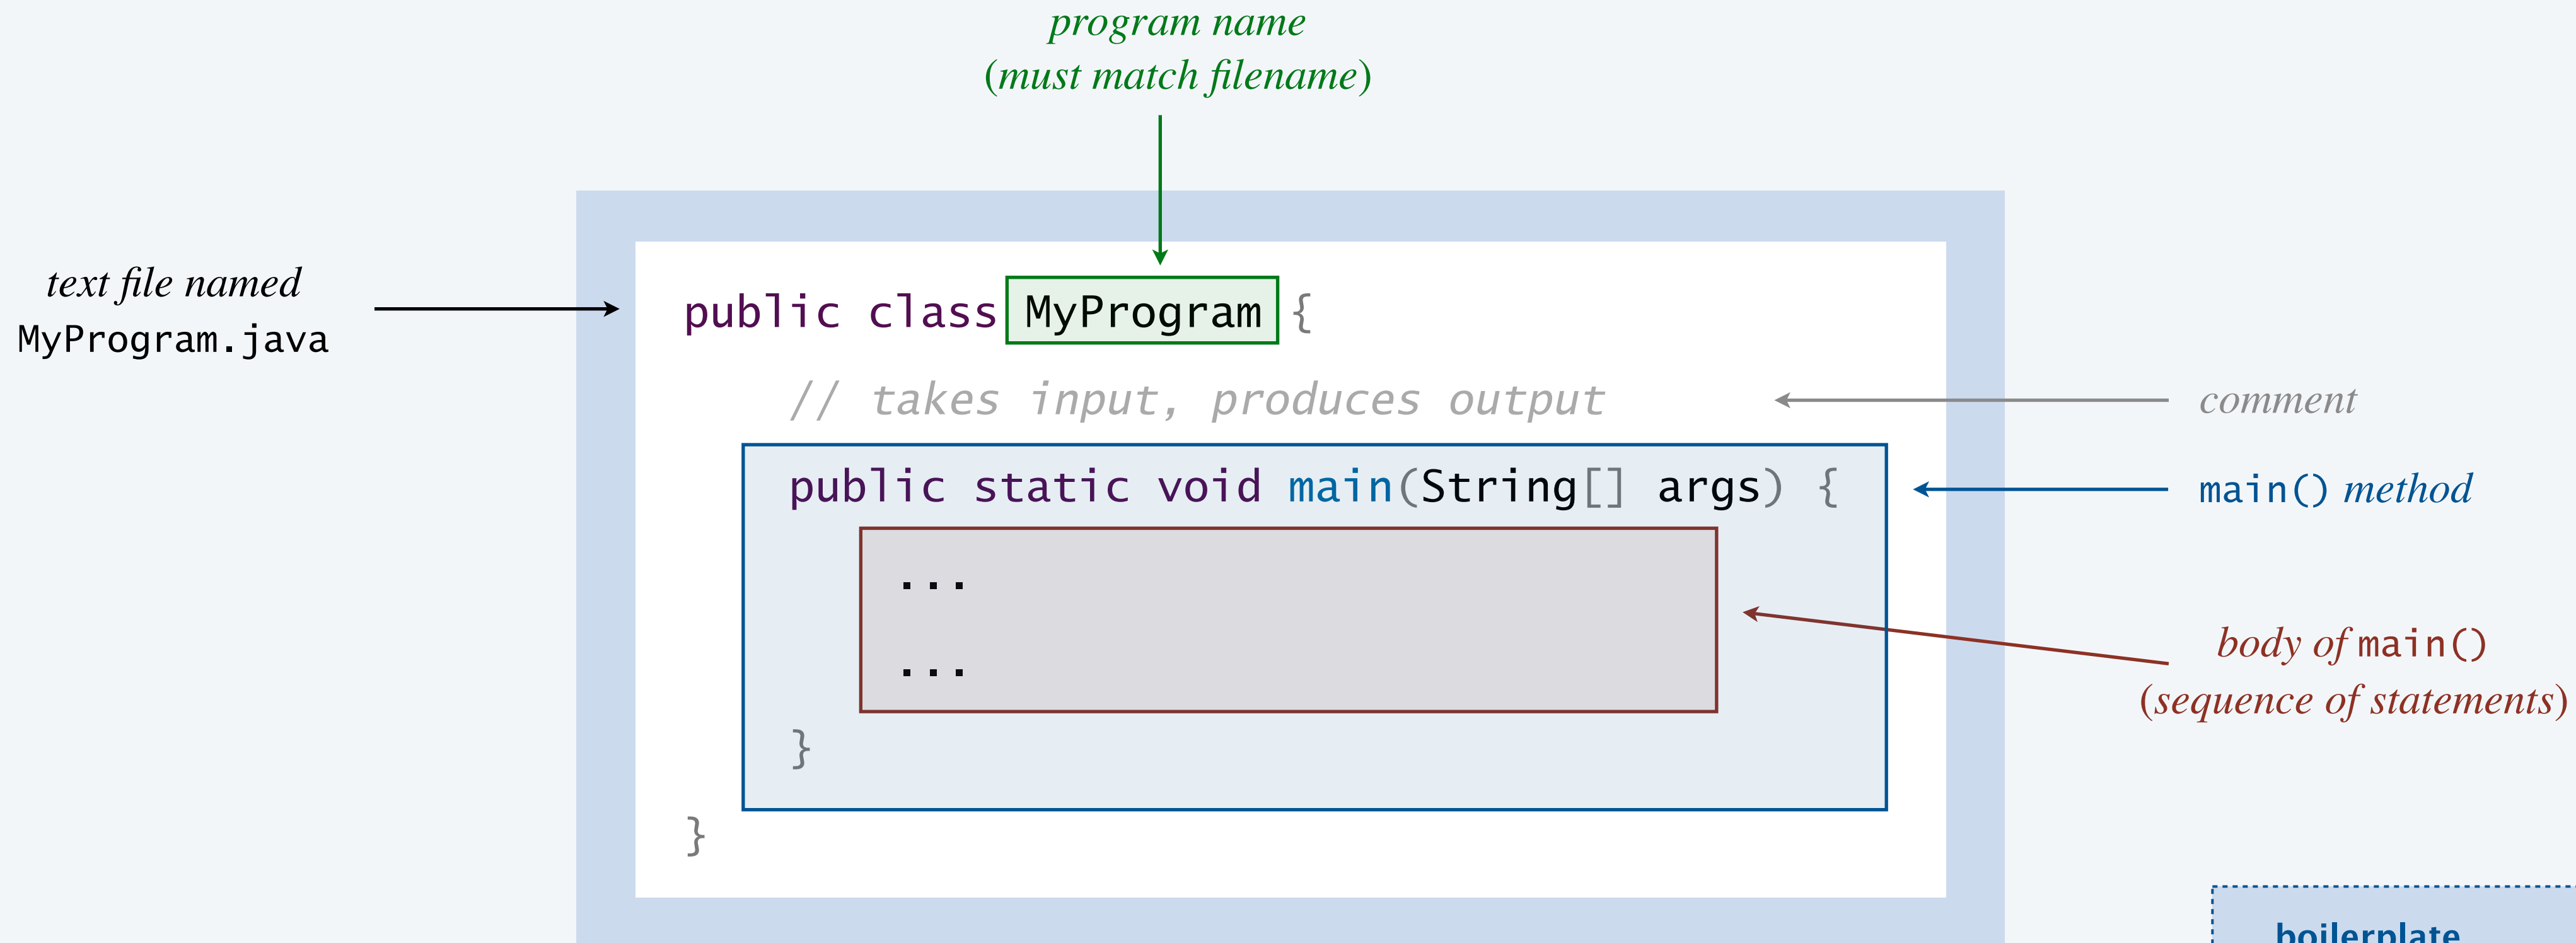 program name
(must match filename)
text file named
MyProgram.java
public class MyProgram {
// takes input, produces output
comment
public static void main(String[] args) {
main() method
...
...
body of main()
(sequence of statements)
}
}
boilerplate